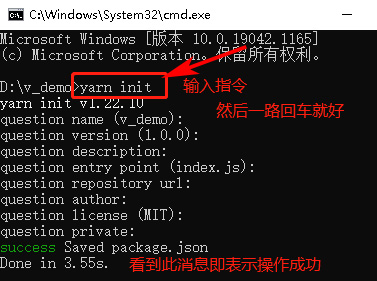 C:\Windows\System32\cmd.exe
Microsoft Windows [版本 10.0.19042.1165]
(c) Microsoft Corporation。保留所有权利。
D:\v_demo>yarn init
输入指令
yarn init v1.22.10
然后一路回车就好
question name (v_demo):
question version (1.0.0):
question description:
question entry point (index.js):
question repository url:
question author:
question license (MIT):
question private:
success Saved package.json
Done in 3.55s.
看到此消息即表示操作成功